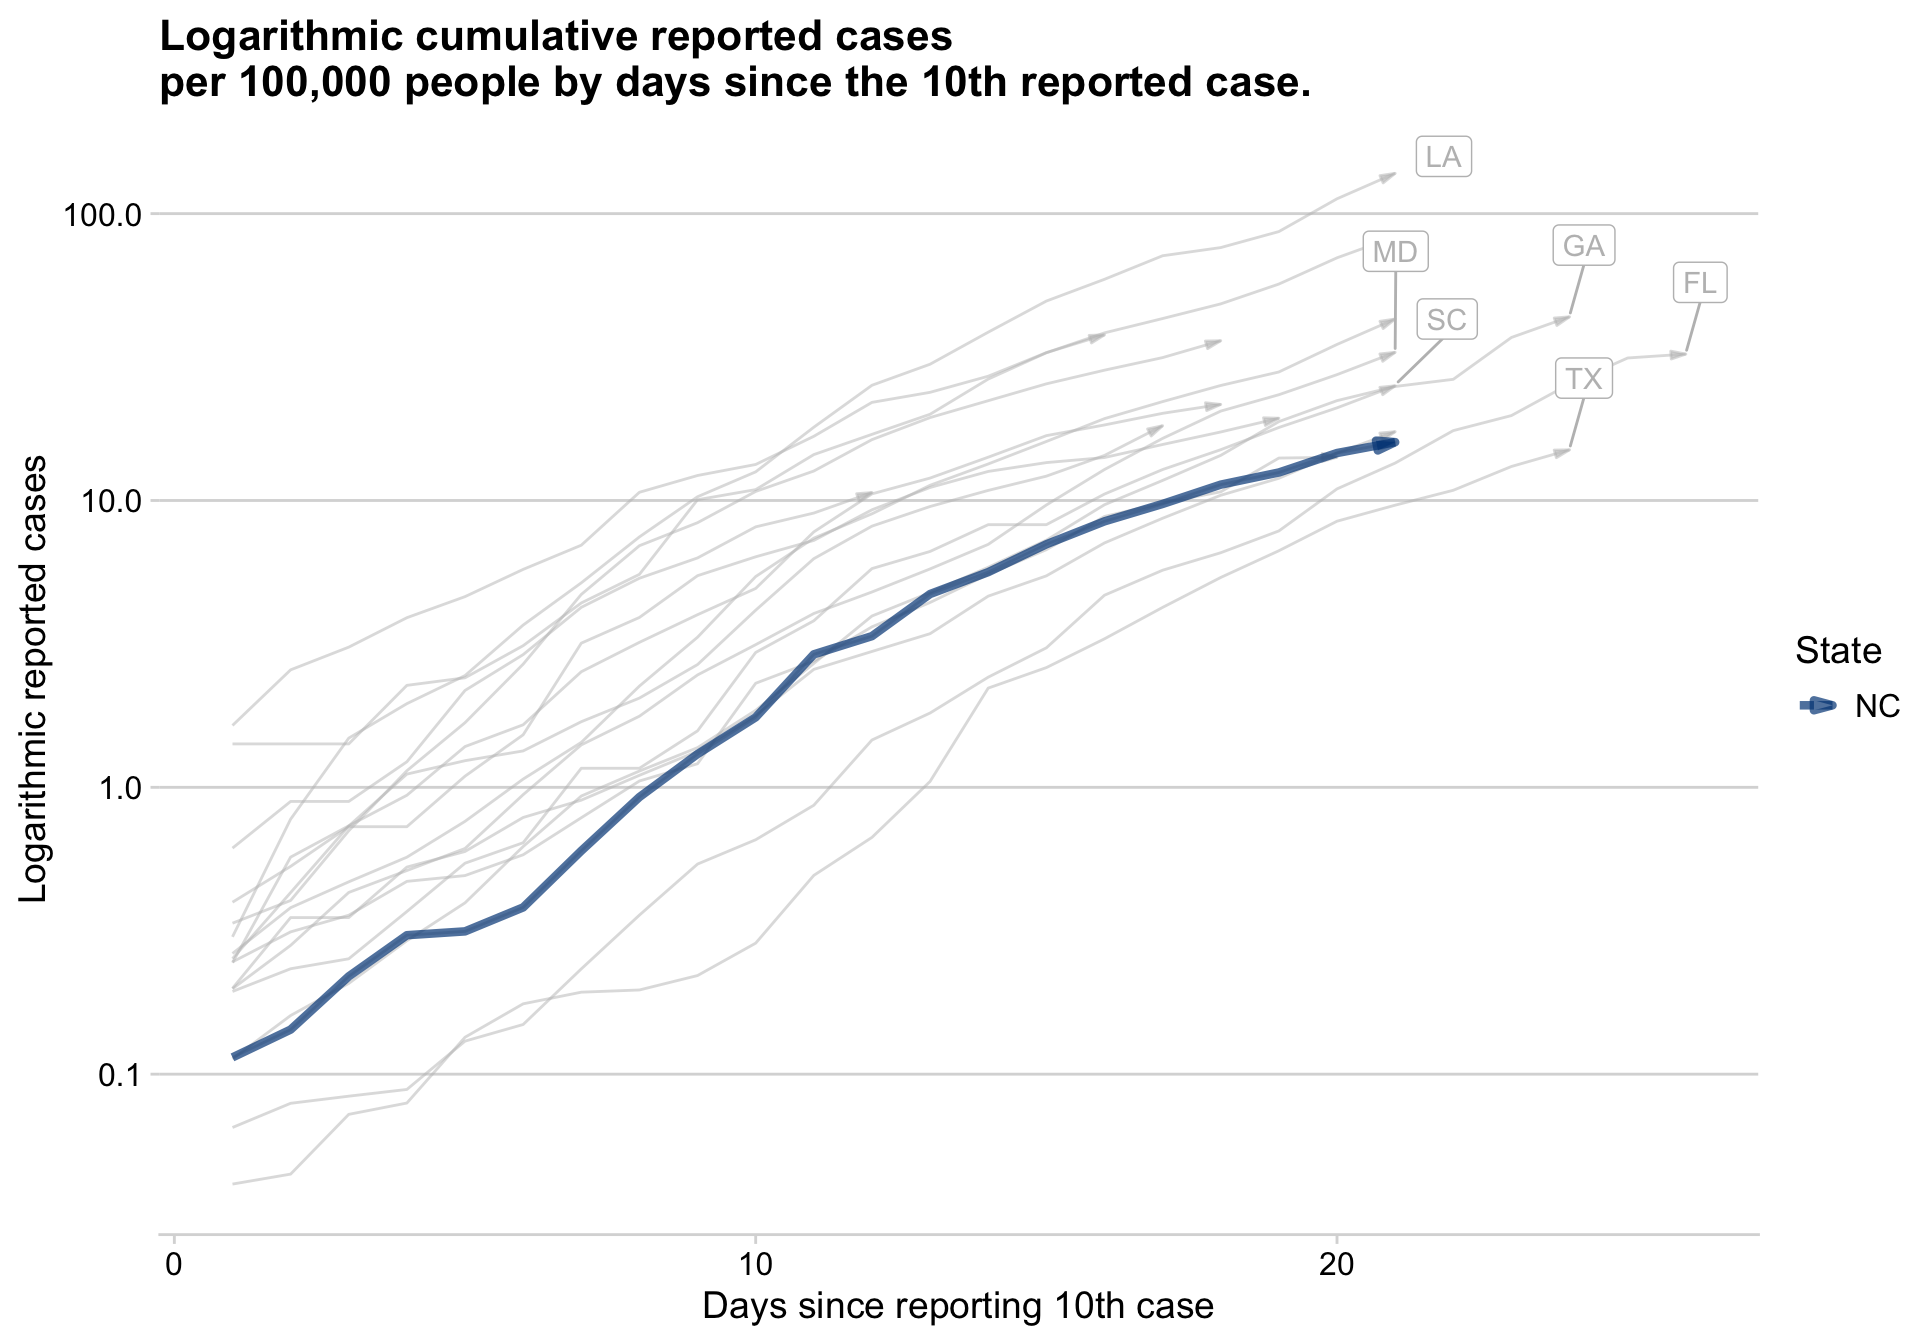 Logarithmic cumulative reported cases
per 100,000 people by days since the 10th reported case.
LA
100.0
MD
GA
FL
SC
TX
10.0
Logarithmic reported cases
State
NC
1.0
0.1
0
10
20
Days since reporting 10th case